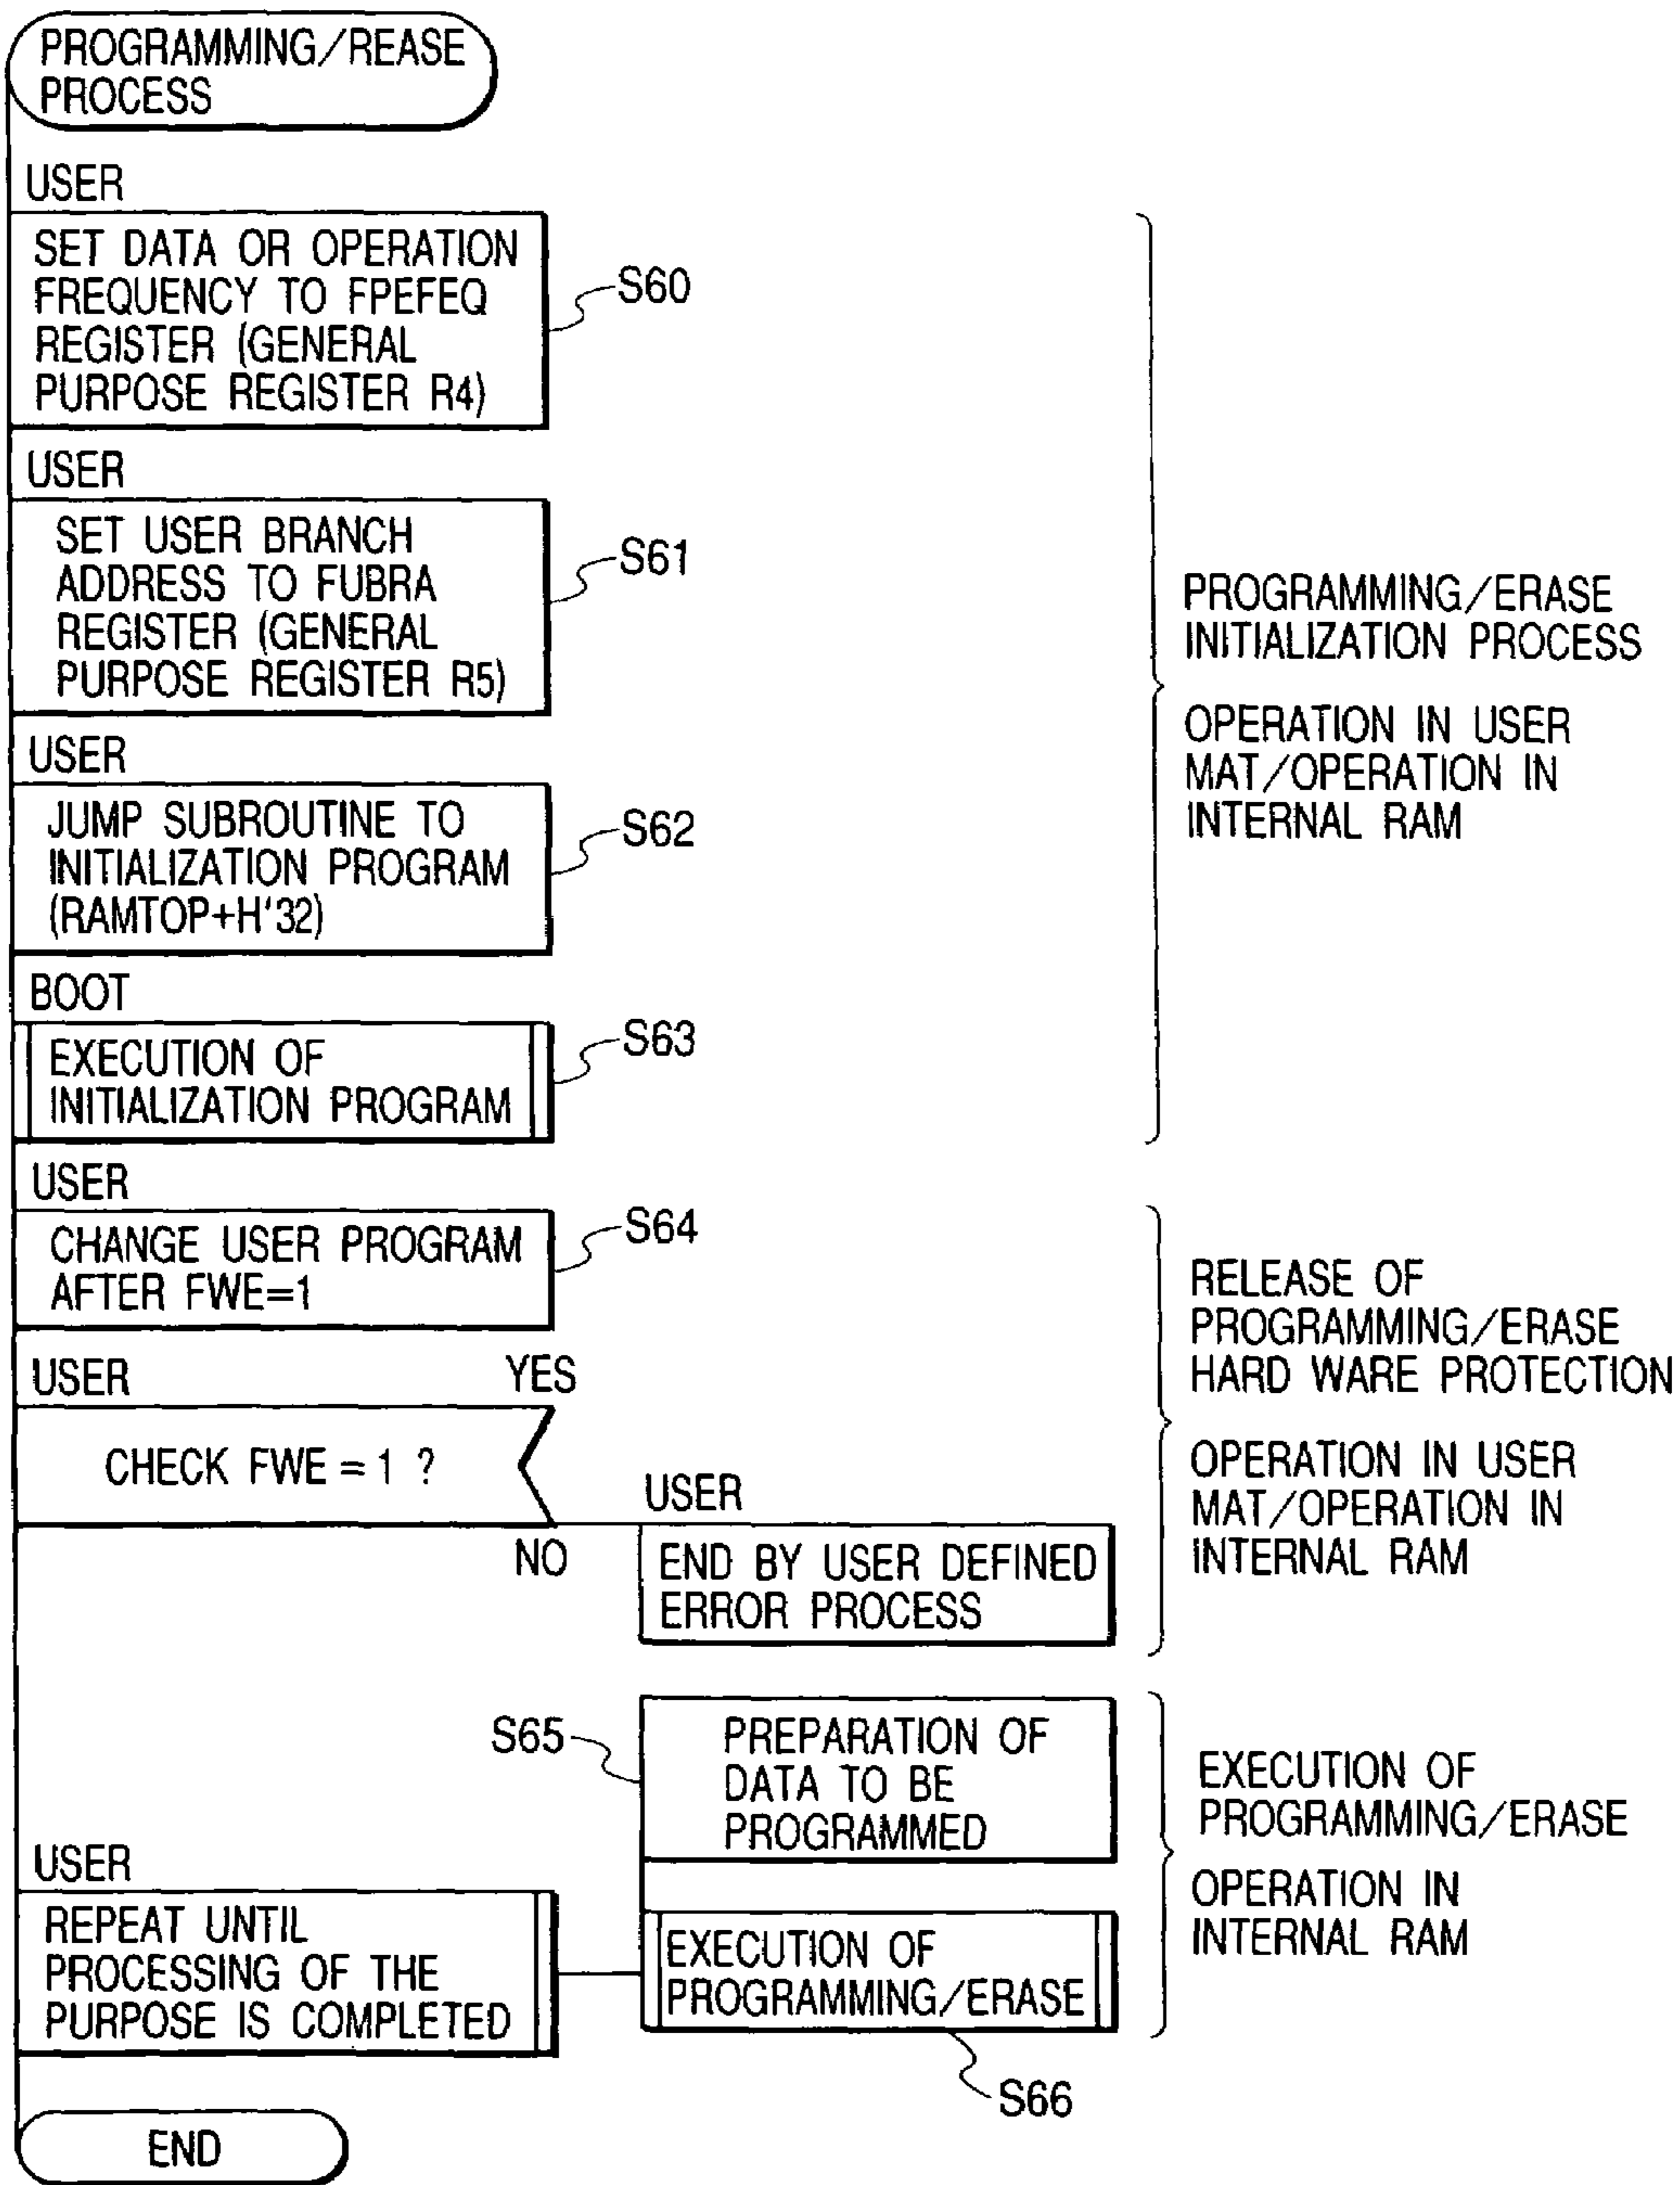 PROGRAMMING/REASE
PROCESS
USER
SET DATA OR OPERATION
FREQUENCY TO FPEFEQ
REGISTER (GENERAL
PURPOSE REGISTER R4)
S60
USER
SET USER BRANCH
ADDRESS TO FUBRA
REGISTER (GENERAL
PURPOSE REGISTER R5)
S61
USER
JUMP SUBROUTINE TO
INITIALIZATION PROGRAM
(RAMTOP+H'32)
S62
BOOT
EXECUTION OF
INITIALIZATION PROGRAM
S63
PROGRAMMING/ERASE
INITIALIZATION PROCESS
OPERATION IN USER
MAT/OPERATION IN
INTERNAL RAM
USER
CHANGE USER PROGRAM
AFTER FWE=1
S64
USER
YES
CHECK FWE = 1 ?
NO
USER
END BY USER DEFINED
ERROR PROCESS
RELEASE OF
PROGRAMMING/ERASE
HARD WARE PROTECTION
OPERATION IN USER
MAT/OPERATION IN
INTERNAL RAM
S65
PREPARATION OF
DATA TO BE
PROGRAMMED
USER
REPEAT UNTIL
PROCESSING OF THE
PURPOSE IS COMPLETED
EXECUTION OF
PROGRAMMING/ERASE
S66
EXECUTION OF
PROGRAMMING/ERASE
OPERATION IN
INTERNAL RAM
END